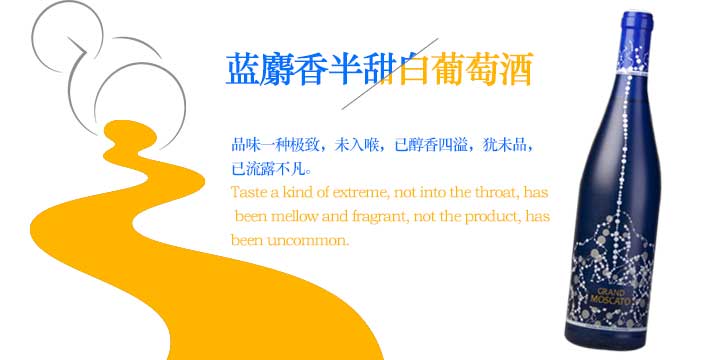 蓝麝香半甜白葡萄酒
品味一种极致，未入喉，已醇香四溢，犹未品，
已流露不凡。
Taste a kind of extreme, not into the throat, has
been mellow and fragrant, not the product, has
been uncommon.
GRAND
MOSCATO